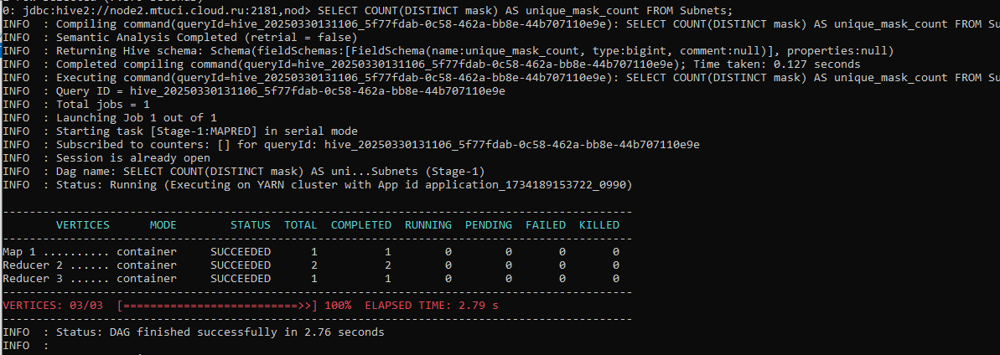 0: jdbc:hive2://node2.mtuci.cloud.ru:2181,nod> SELECT COUNT(DISTINCT mask) AS unique_mask_count FROM Subnets;
INFO  : Compiling command(queryId=hive_20250330131106_5f77fdab-0c58-462a-bb8e-44b707110e9e): SELECT COUNT(DISTINCT mask) AS unique_mask_count FROM Su
INFO  : Semantic Analysis Completed (retrial = false)
INFO  : Returning Hive schema: Schema(fieldSchemas:[FieldSchema(name:unique_mask_count, type:bigint, comment:null)], properties:null)
INFO  : Completed compiling command(queryId=hive_20250330131106_5f77fdab-0c58-462a-bb8e-44b707110e9e); Time taken: 0.127 seconds
INFO  : Executing command(queryId=hive_20250330131106_5f77fdab-0c58-462a-bb8e-44b707110e9e): SELECT COUNT(DISTINCT mask) AS unique_mask_count FROM Su
INFO  : Query ID = hive_20250330131106_5f77fdab-0c58-462a-bb8e-44b707110e9e
INFO  : Total jobs = 1
INFO  : Launching Job 1 out of 1
INFO  : Starting task [Stage-1:MAPRED] in serial mode
INFO  : Subscribed to counters: [] for queryId: hive_20250330131106_5f77fdab-0c58-462a-bb8e-44b707110e9e
INFO  : Session is already open
INFO  : Dag name: SELECT COUNT(DISTINCT mask) AS uni...Subnets (Stage-1)
INFO  : Status: Running (Executing on YARN cluster with App id application_1734189153722_0990)
----------------------------------------------------------------------------------------------
        VERTICES      MODE        STATUS  TOTAL  COMPLETED  RUNNING  PENDING  FAILED  KILLED
----------------------------------------------------------------------------------------------
Map 1 .......... container     SUCCEEDED      1          1        0        0       0       0
Reducer 2 ...... container     SUCCEEDED      2          2        0        0       0       0
Reducer 3 ...... container     SUCCEEDED      1          1        0        0       0       0
----------------------------------------------------------------------------------------------
VERTICES: 03/03  [==========================>>] 100%  ELAPSED TIME: 2.79 s
----------------------------------------------------------------------------------------------
INFO  : Status: DAG finished successfully in 2.76 seconds
INFO  :